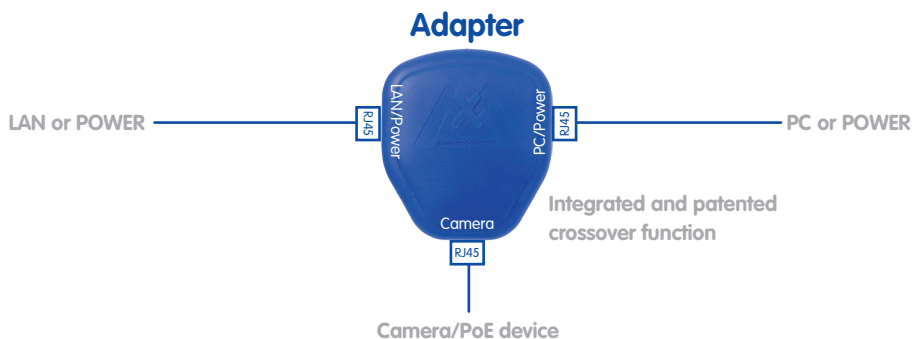 Adapter
LAN or POWER
RJ45
LAN/Power
PC/Power
RJ45
PC or POWER
Integrated and patented
crossover function
Camera
RJ45
Camera/PoE device